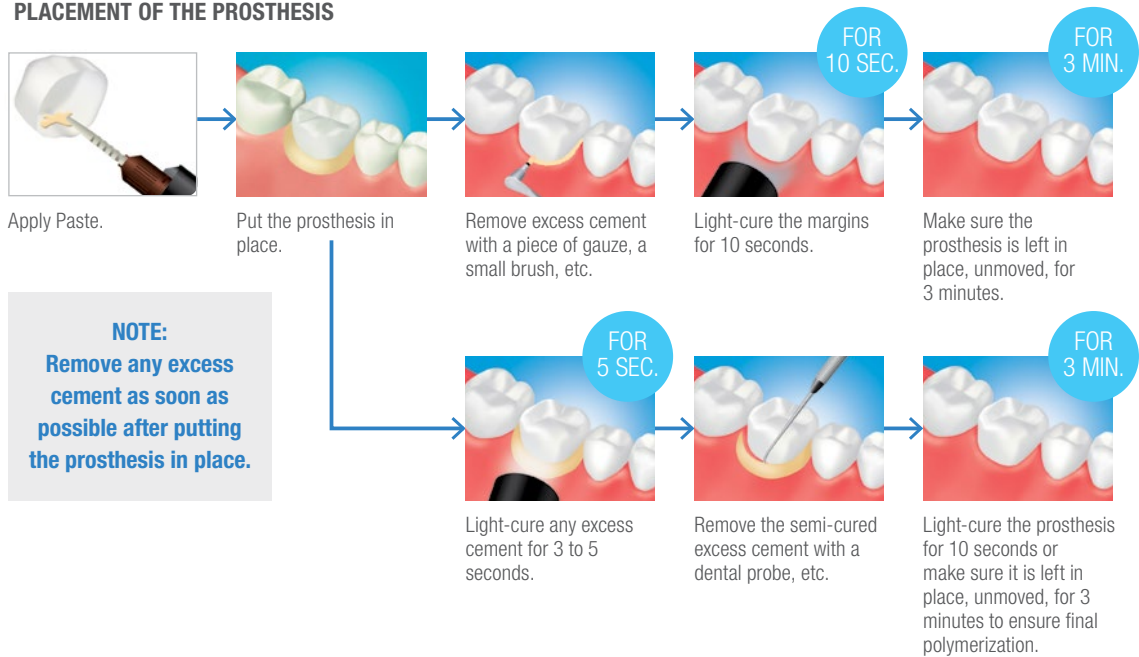 PLACEMENT OF THE PROSTHESIS
FOR
10 SEC.
FOR
3 MIN.
Apply Paste.
Put the prosthesis in
place.
Remove excess cement
with a piece of gauze, a
small brush, etc.
Light-cure the margins
for 10 seconds.
Make sure the
prosthesis is left in
place, unmoved, for
3 minutes.
NOTE:
Remove any excess
cement as soon as
possible after putting
the prosthesis in place.
FOR
5 SEC.
FOR
3 MIN.
Light-cure any excess
cement for 3 to 5
seconds.
Remove the semi-cured
excess cement with a
dental probe, etc.
Light-cure the prosthesis
for 10 seconds or
make sure it is left in
place, unmoved, for 3
minutes to ensure final
polymerization.